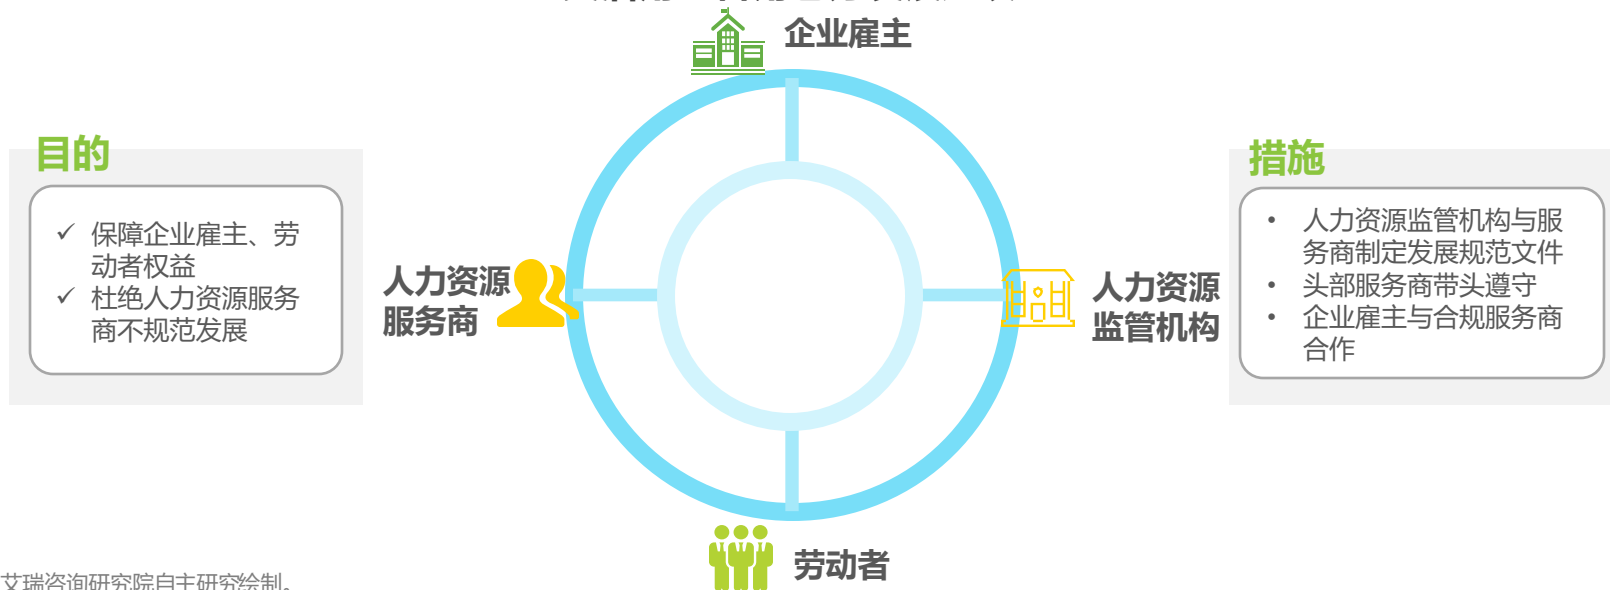 企业雇主
目的
保障企业雇主、劳
动者权益
杜绝人力资源服务
商不规范发展
人力资源
服务商
人力资源
监管机构
措施
人力资源监管机构与服
务商制定发展规范文件
头部服务商带头遵守
企业雇主与合规服务商
合作
劳动者
艾瑞咨询研究院自主研究绘制。